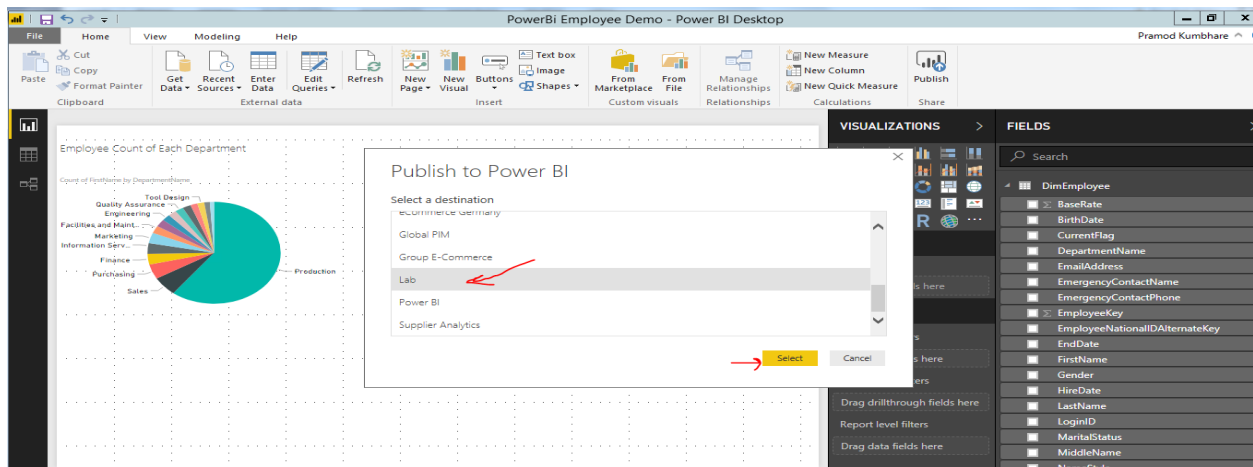 PowerBi Employee Demo - Power BI Desktop
File Home View Modeling Help
Pramod Kumbhare
Paste
Cut
Copy
Format Painter
Clipboard
Get Data
Recent Sources
Enter Data
Edit Queries
External data
Refresh
New Page
New Visual
Buttons
Text box
Image
Shapes
Insert
From Marketplace
From File
Custom visuals
Manage Relationships
Relationships
New Measure
New Column
New Quick Measure
Calculations
Publish
Share
Employee Count of Each Department
Count of FirstName by DepartmentName
Tool Design
Quality Assurance
Engineering
Facilities and Maint...
Marketing
Information Serv...
Finance
Purchasing
Sales
Production
Publish to Power BI
Select a destination
eCommerce Germany
Global PIM
Group E-Commerce
Lab
Power BI
Supplier Analytics
Select
Cancel
VISUALIZATIONS
123
R
ds here
rs
s here
ers
Drag drillthrough fields here
Report level filters
Drag data fields here
FIELDS
Search
DimEmployee
BaseRate
BirthDate
CurrentFlag
DepartmentName
EmailAddress
EmergencyContactName
EmergencyContactPhone
EmployeeKey
EmployeeNationalIDAlternateKey
EndDate
FirstName
Gender
HireDate
LastName
LoginID
MaritalStatus
MiddleName